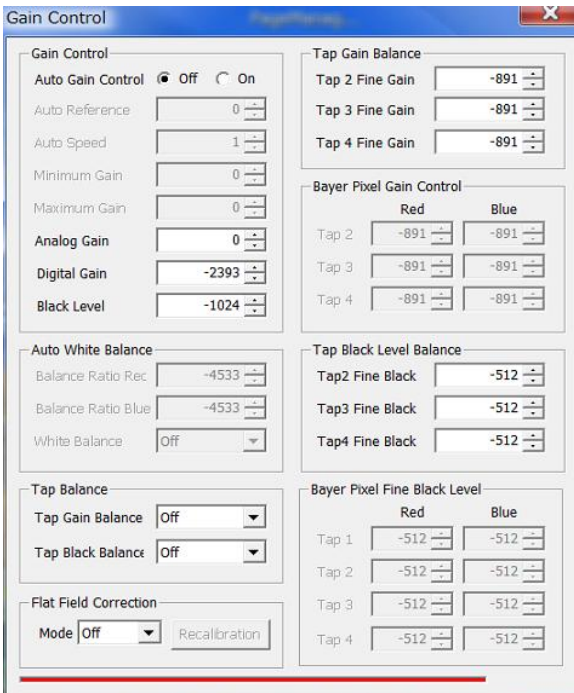 Gain Control
Gain Control
Auto Gain Control Off On
Auto Reference 0
Auto Speed 1
Minimum Gain 0
Maximum Gain 0
Analog Gain 0
Digital Gain -2393
Black Level -1024
Auto White Balance
Balance Ratio Rec -4533
Balance Ratio Blue -4533
White Balance Off
Tap Balance
Tap Gain Balance Off
Tap Black Balance Off
Flat Field Correction
Mode Off Recalibration
Tap Gain Balance
Tap 2 Fine Gain -891
Tap 3 Fine Gain -891
Tap 4 Fine Gain -891
Bayer Pixel Gain Control
Red Blue
Tap 2 -891 -891
Tap 3 -891 -891
Tap 4 -891 -891
Tap Black Level Balance
Tap2 Fine Black -512
Tap3 Fine Black -512
Tap4 Fine Black -512
Bayer Pixel Fine Black Level
Red Blue
Tap 1 -512 -512
Tap 2 -512 -512
Tap 3 -512 -512
Tap 4 -512 -512